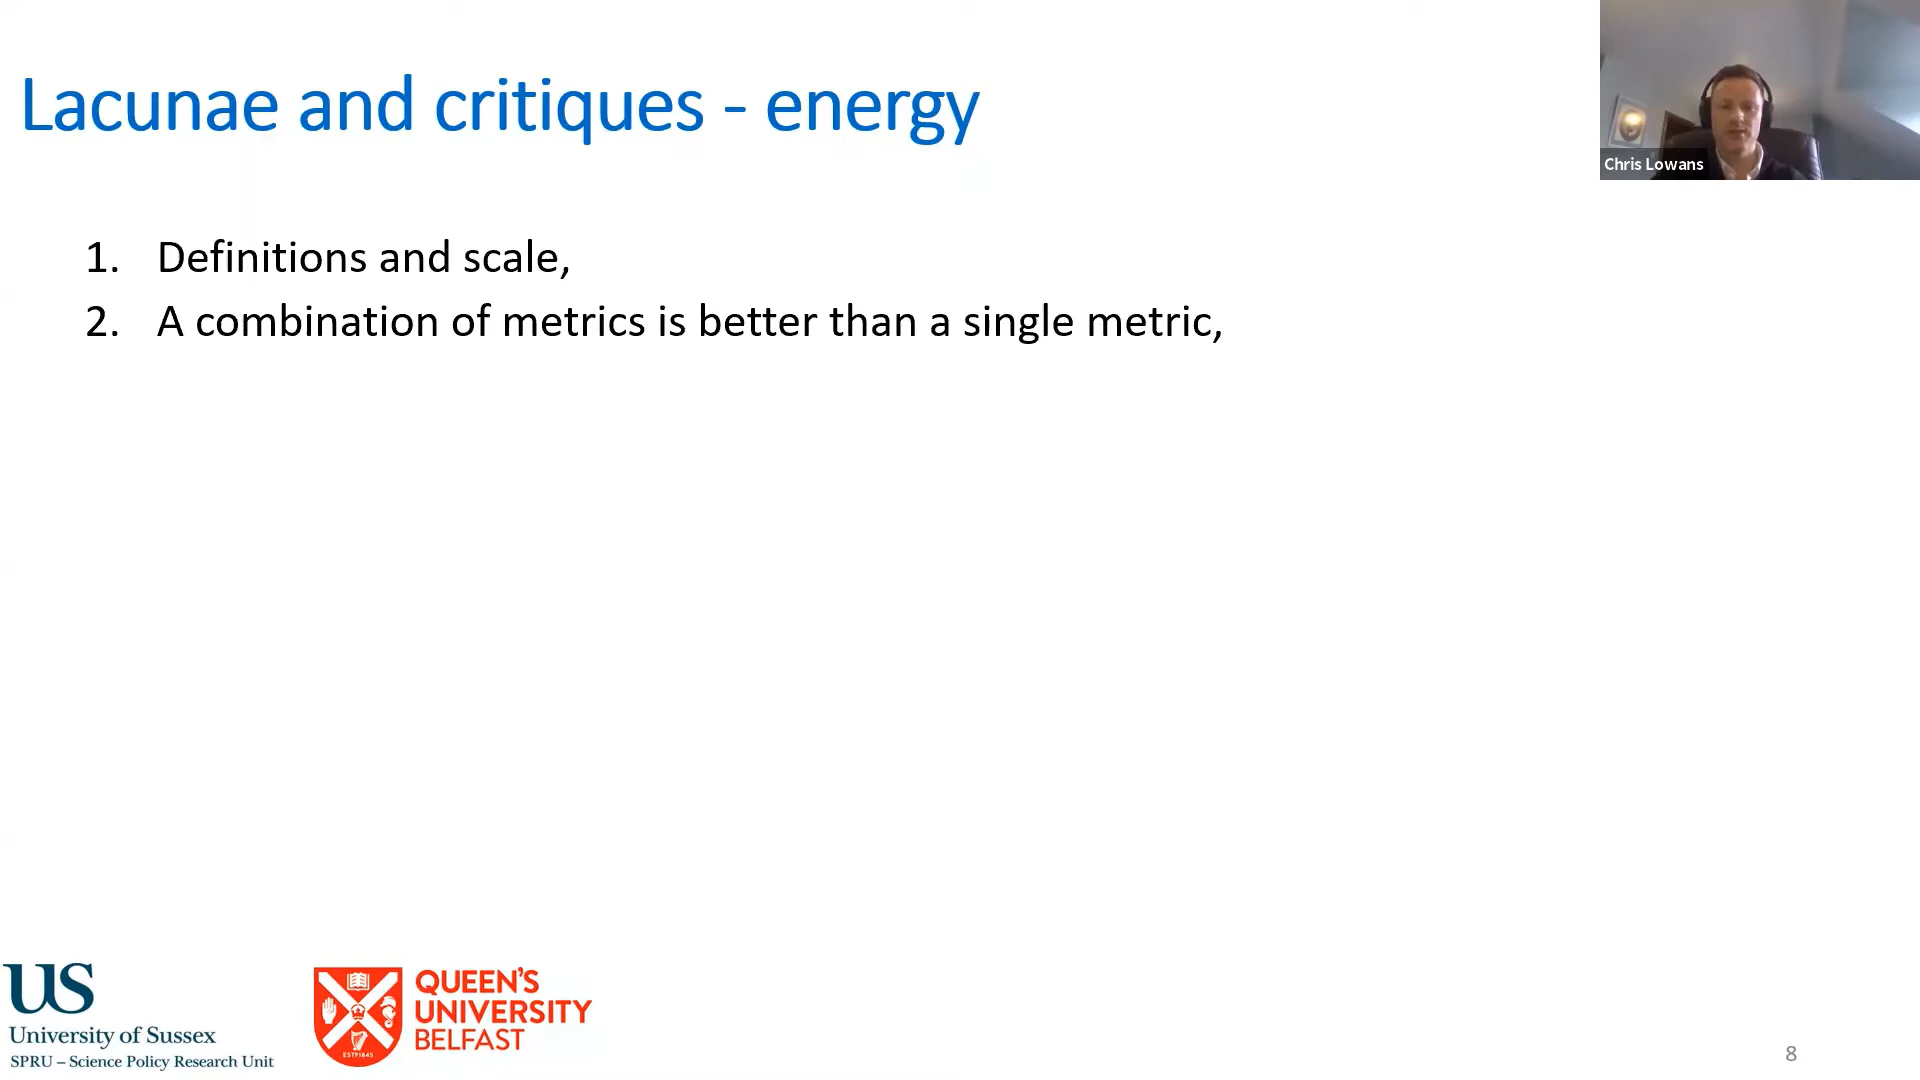 Lacunae and critiques - energy
Chris Lowans
1. Definitions and scale,
2. A combination of metrics is better than a single metric,
US
University of Sussex
SPRU – Science Policy Research Unit
QUEEN'S
UNIVERSITY
BELFAST
ESTD1845
8